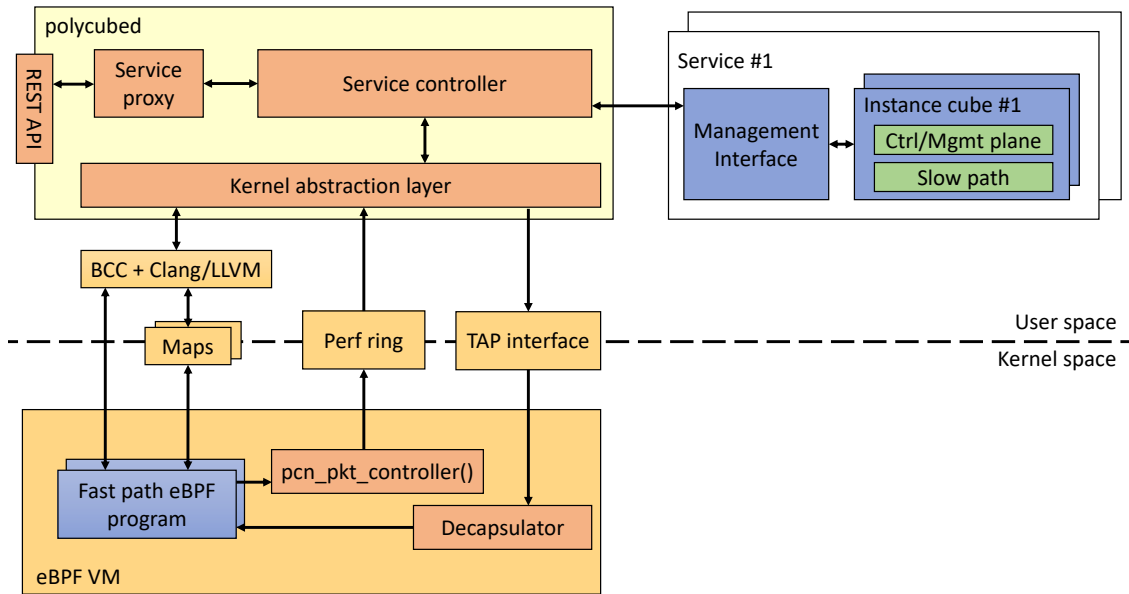 polycubed
REST API
Service
proxy
Service controller
Kernel abstraction layer
Service #1
Management
Interface
Instance cube #1
Ctrl/Mgmt plane
Slow path
BCC + Clang/LLVM
Maps
Perf ring
TAP interface
User space
Kernel space
Fast path eBPF
program
pcn_pkt_controller()
Decapsulator
eBPF VM